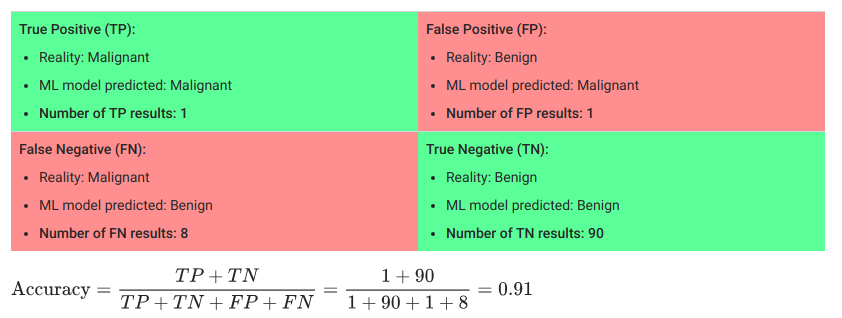 True Positive (TP):
• Reality: Malignant
• ML model predicted: Malignant
• Number of TP results: 1
False Positive (FP):
• Reality: Benign
• ML model predicted: Malignant
• Number of FP results: 1
False Negative (FN):
• Reality: Malignant
• ML model predicted: Benign
• Number of FN results: 8
True Negative (TN):
• Reality: Benign
• ML model predicted: Benign
• Number of TN results: 90
Accuracy = (TP + TN) / (TP + TN + FP + FN) = (1 + 90) / (1 + 90 + 1 + 8) = 0.91